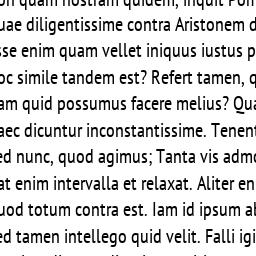 on quam nostram quidem, inquit Pom
uae diligentissime contra Aristonem d
sse enim quam vellet iniquus iustus p
oc simile tandem est? Refert tamen, q
am quid possumus facere melius? Qua
aec dicuntur inconstantissime. Tenent
ed nunc, quod agimus; Tanta vis admo
at enim intervalla et relaxat. Aliter en
uod totum contra est. Iam id ipsum ab
ed tamen intellego quid velit. Falli igi